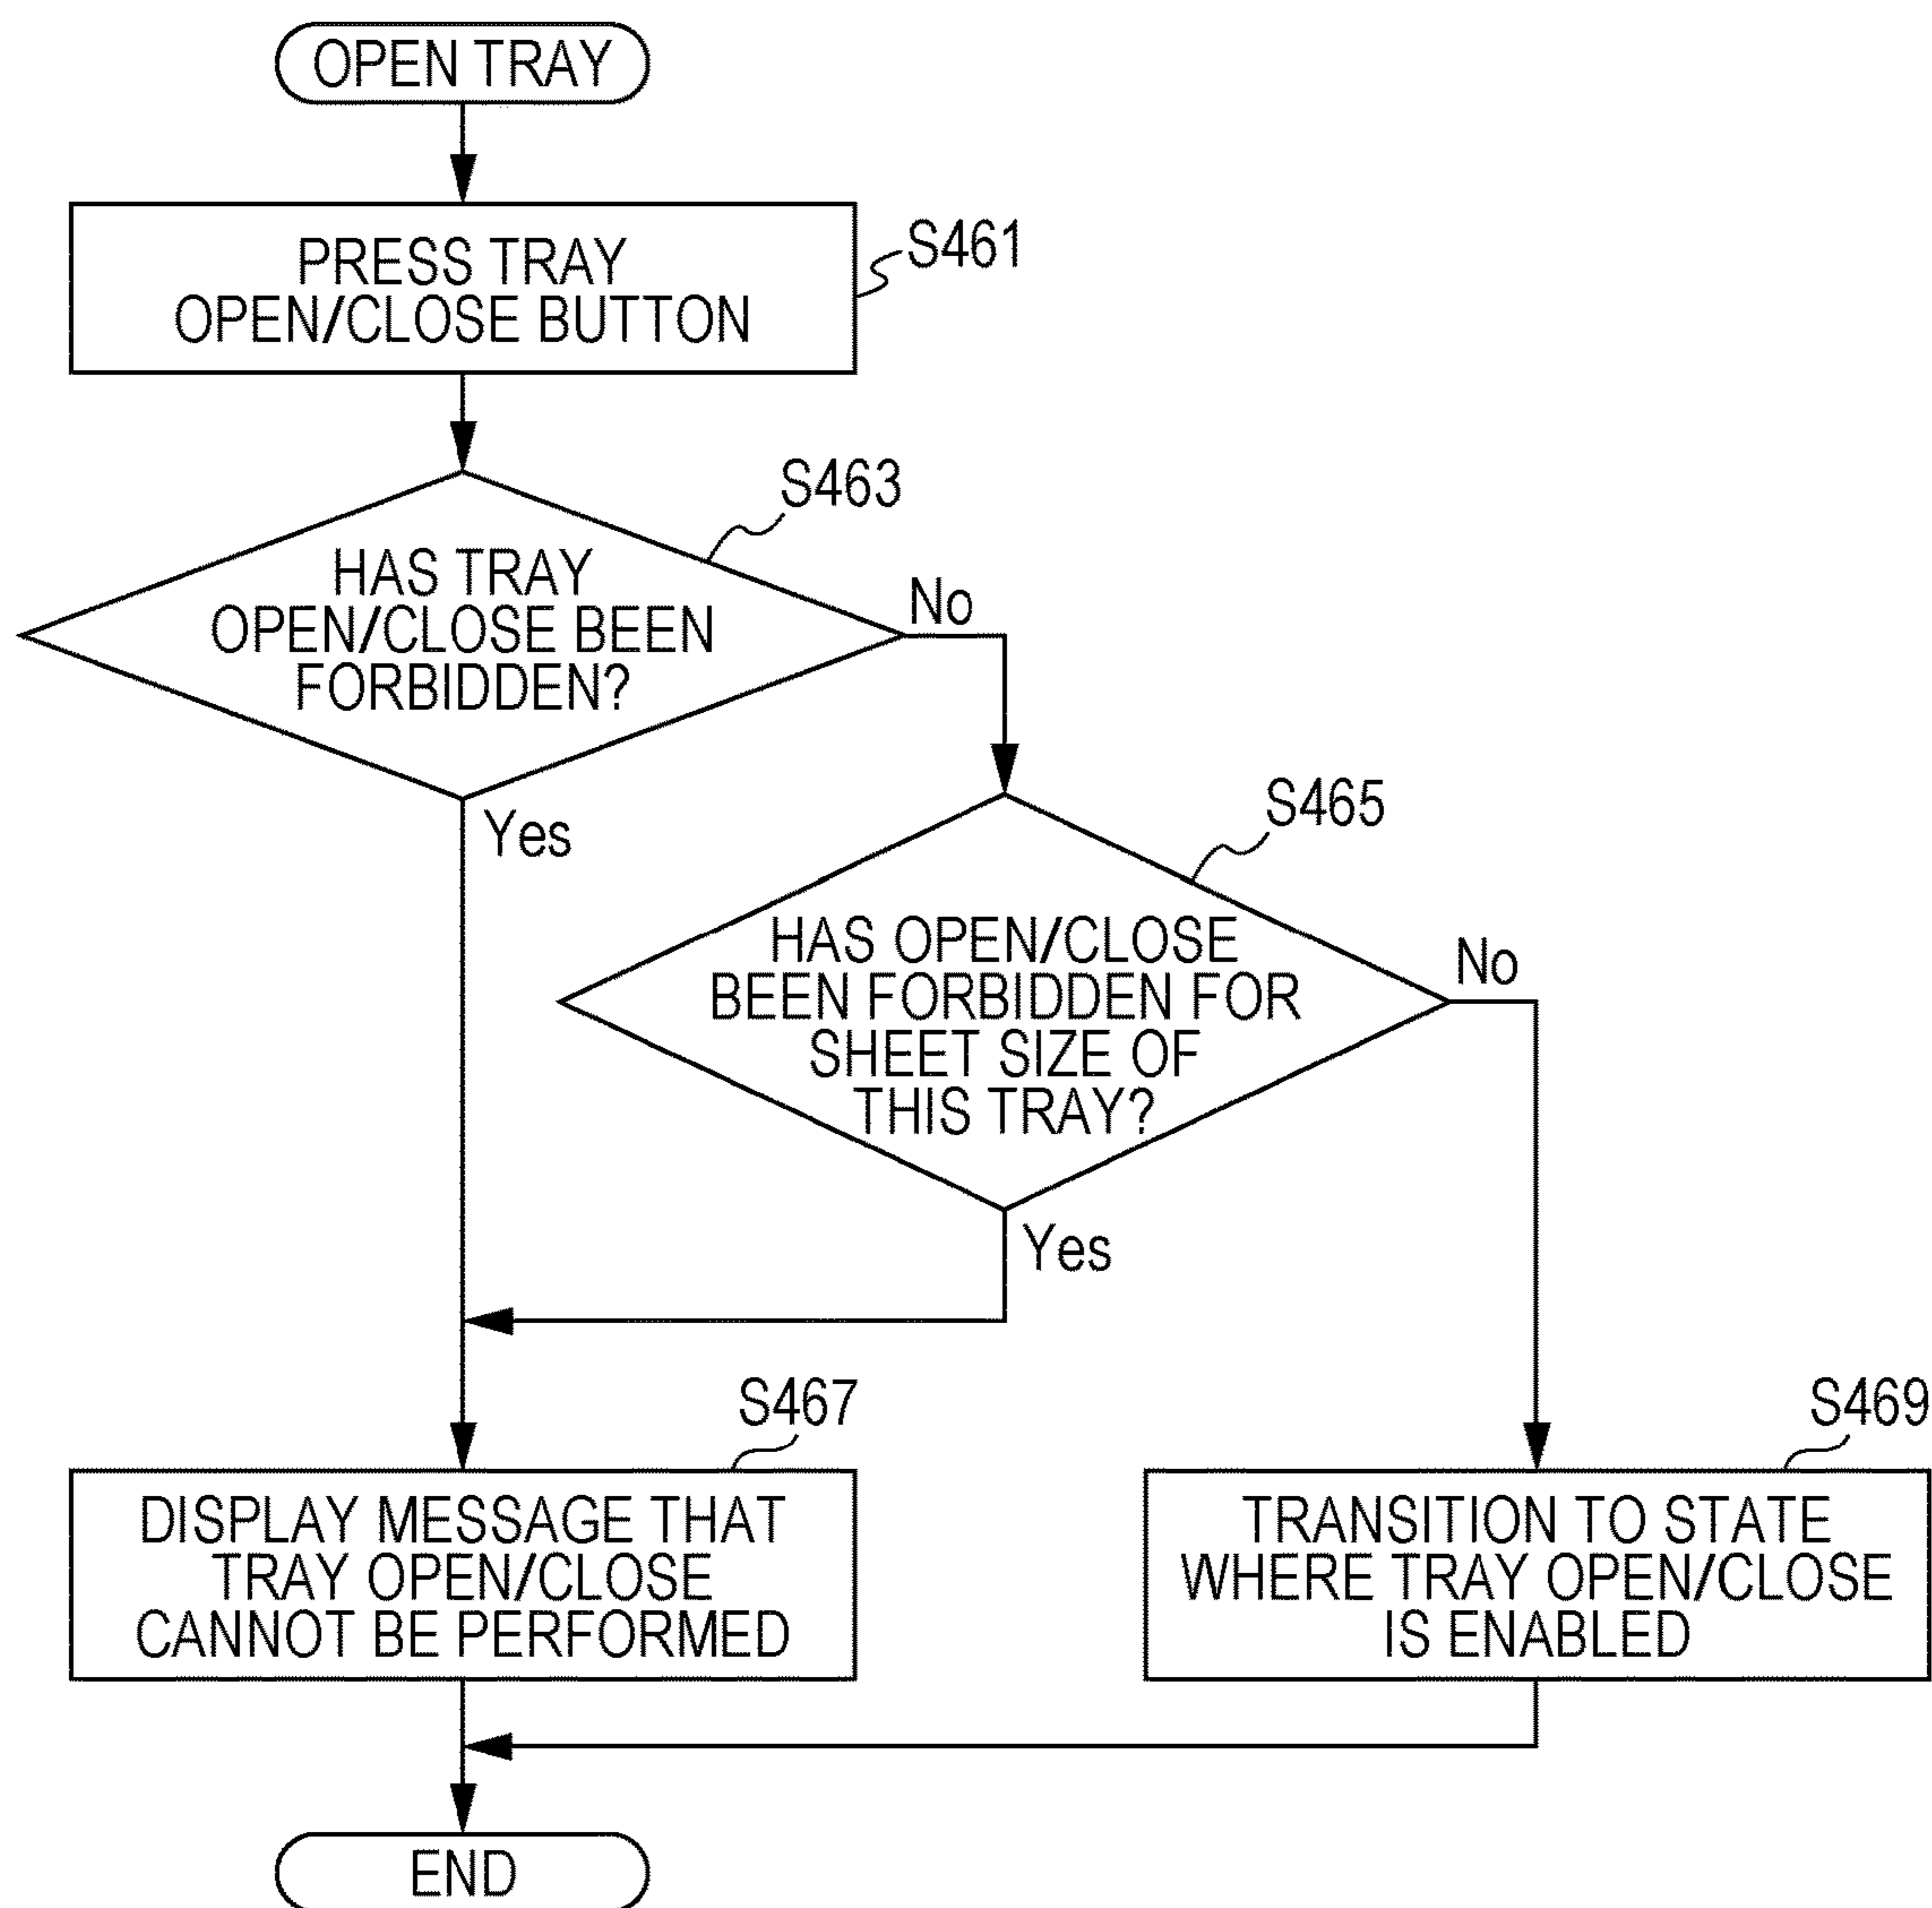 OPEN TRAY
PRESS TRAY
OPEN/CLOSE BUTTON
S461
S463
HAS TRAY
OPEN/CLOSE BEEN
FORBIDDEN?
No
Yes
S465
HAS OPEN/CLOSE
BEEN FORBIDDEN FOR
SHEET SIZE OF
THIS TRAY?
No
Yes
S467
DISPLAY MESSAGE THAT
TRAY OPEN/CLOSE
CANNOT BE PERFORMED
S469
TRANSITION TO STATE
WHERE TRAY OPEN/CLOSE
IS ENABLED
END